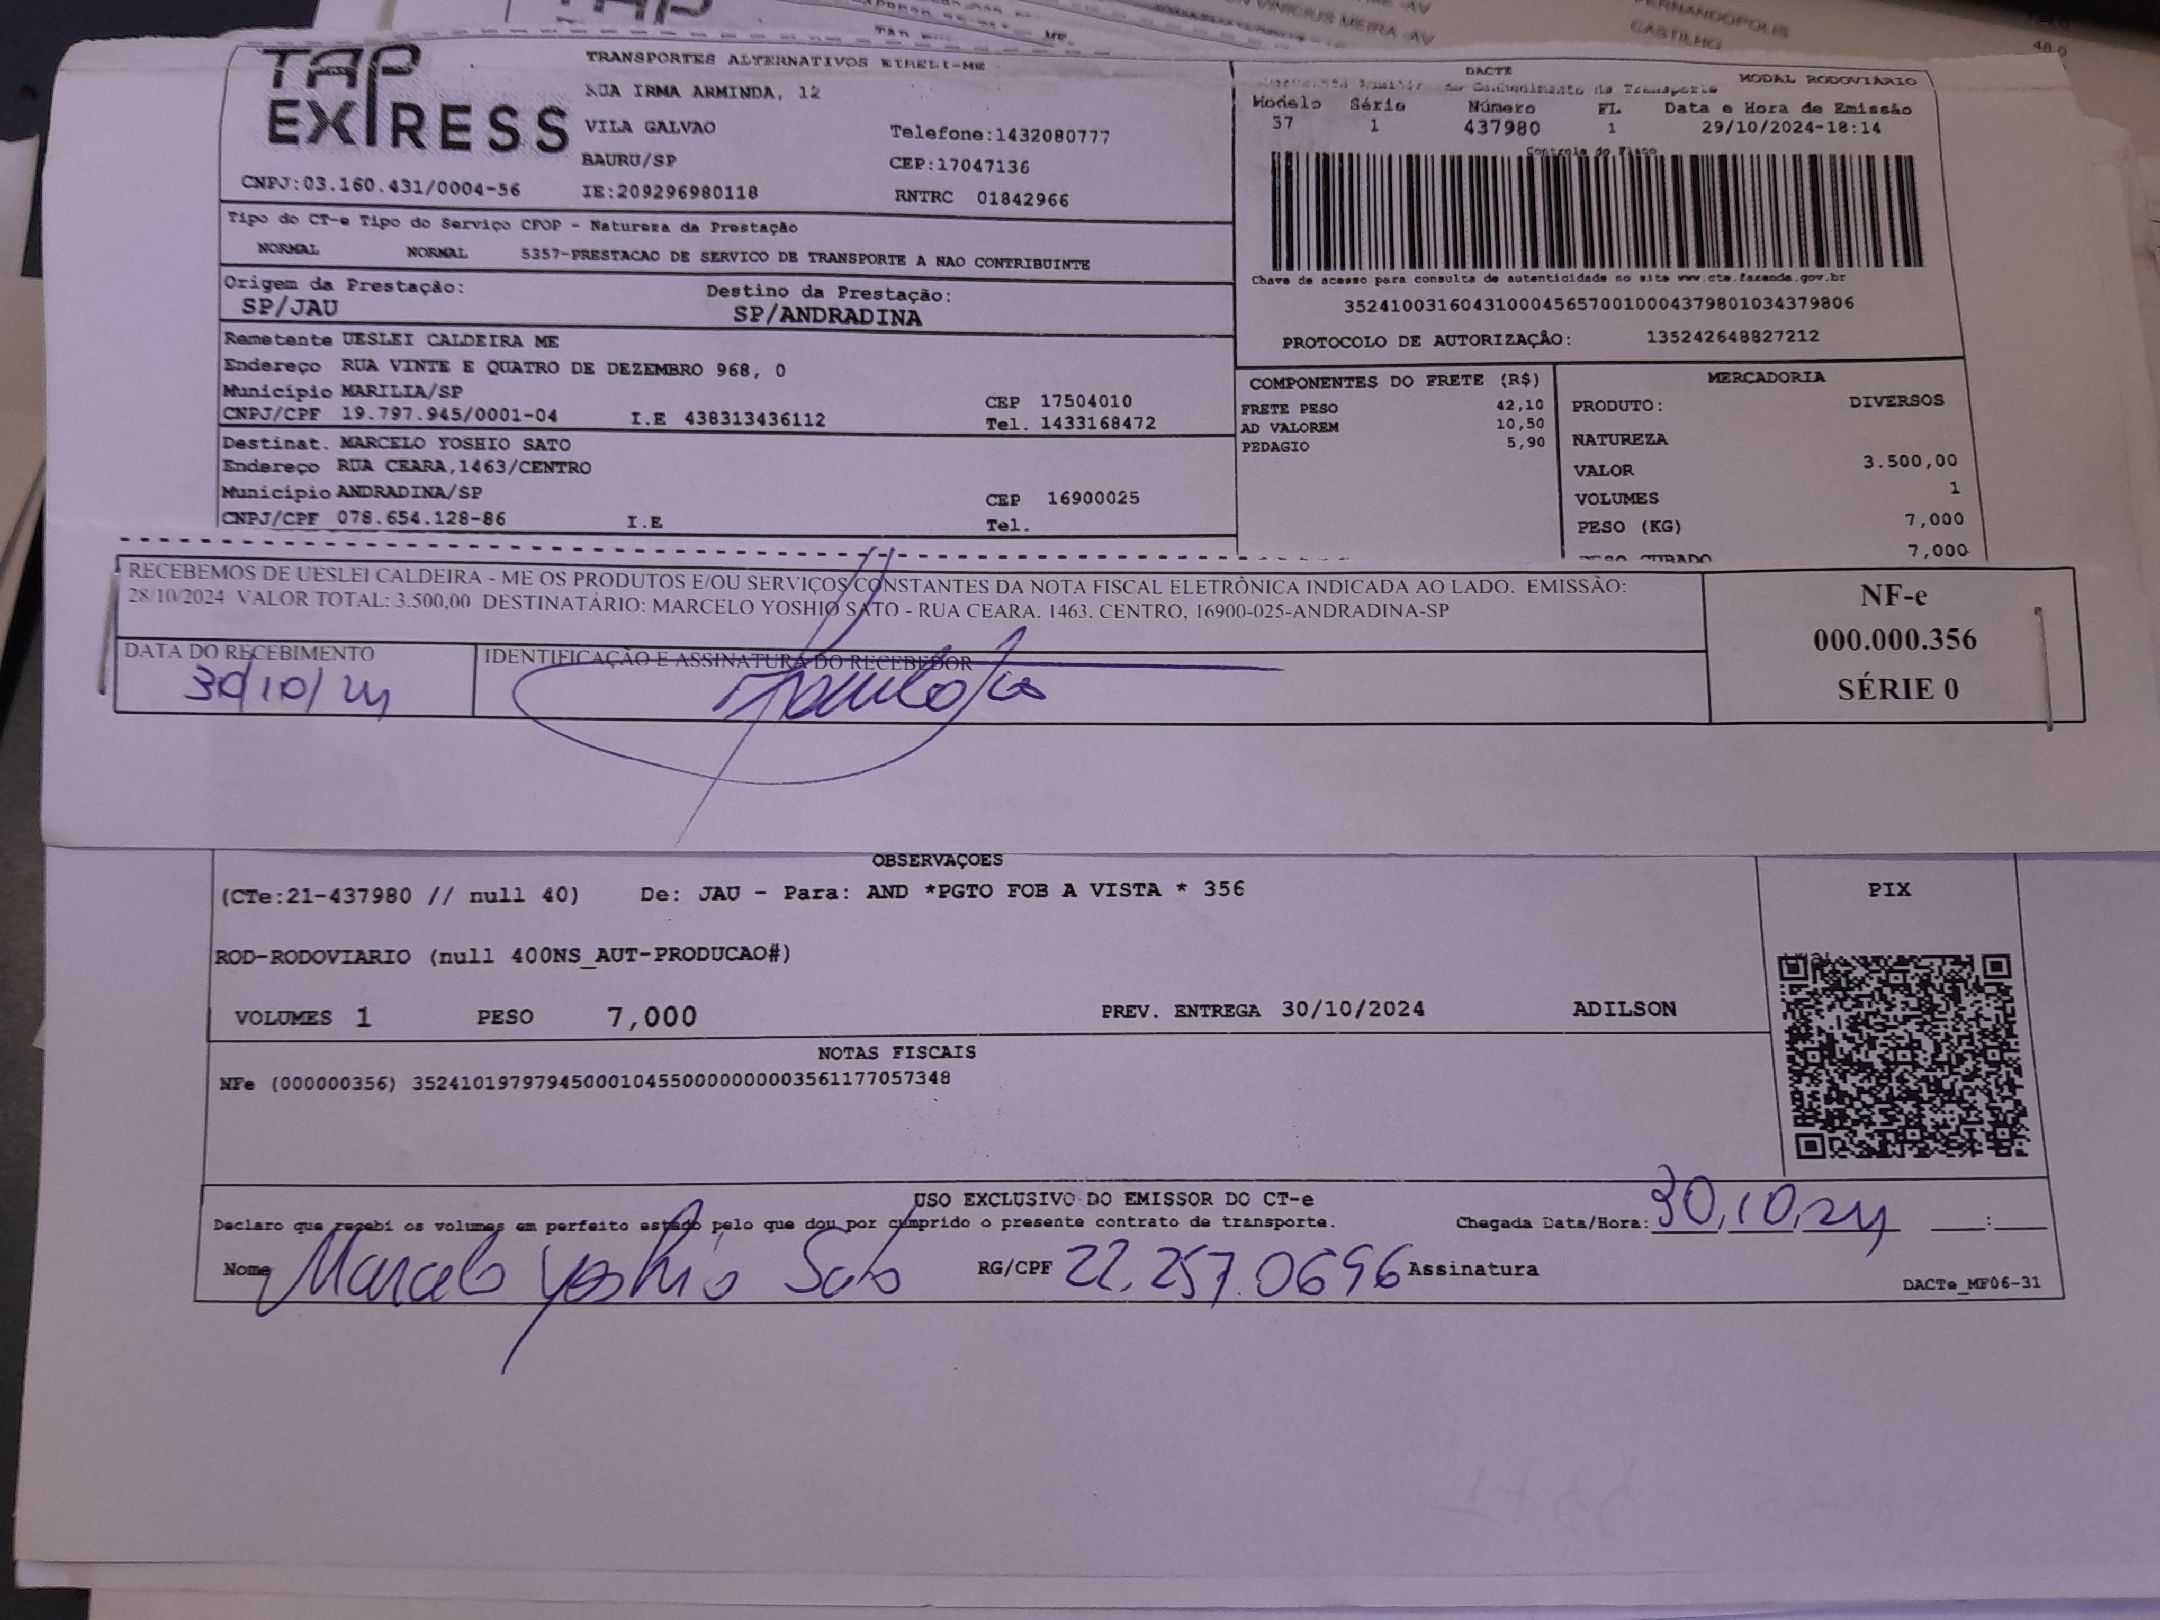 VINICIUS MEIRA -AV
FERNANDOPOLIS
CASTILHO
TAP EXPRESS
TRANSPORTES ALTERNATIVOS EIRELI-ME
RUA IRMA ARMINDA, 12
VILA GALVAO
Telefone:1432080777
BAURU/SP
CEP:17047136
CNPJ:03.160.431/0004-56
IE:209296980118
RNTRC 01842966
DACTE
MODAL RODOVIÁRIO
Modelo Série Número FL Data e Hora de Emissão
57 1 437980 1 29/10/2024-18:14
Controle do Fisco
Chave de acesso para consulta de autenticidade no site www.cte.fazenda.gov.br
35241003160431000456570010004379801034379806
PROTOCOLO DE AUTORIZAÇÃO: 135242648827212
Tipo do CT-e Tipo do Serviço CFOP - Natureza da Prestação
NORMAL NORMAL 5357-PRESTACAO DE SERVICO DE TRANSPORTE A NAO CONTRIBUINTE
Origem da Prestação: Destino da Prestação:
SP/JAU SP/ANDRADINA
Remetente UESLEI CALDEIRA ME
Endereço RUA VINTE E QUATRO DE DEZEMBRO 968, 0
Município MARILIA/SP CEP 17504010
CNPJ/CPF 19.797.945/0001-04 I.E 438313436112 Tel. 1433168472
Destinat. MARCELO YOSHIO SATO
Endereço RUA CEARA,1463/CENTRO
Município ANDRADINA/SP CEP 16900025
CNPJ/CPF 078.654.128-86 I.E Tel.
COMPONENTES DO FRETE (R$)
FRETE PESO 42,10
AD VALOREM 10,50
PEDAGIO 5,90
MERCADORIA
PRODUTO: DIVERSOS
NATUREZA
VALOR 3.500,00
VOLUMES 1
PESO (KG) 7,000
PESO CUBADO 7,000
RECEBEMOS DE UESLEI CALDEIRA - ME OS PRODUTOS E/OU SERVIÇOS CONSTANTES DA NOTA FISCAL ELETRÔNICA INDICADA AO LADO. EMISSÃO:
28/10/2024 VALOR TOTAL: 3.500,00 DESTINATÁRIO: MARCELO YOSHIO SATO - RUA CEARA, 1463, CENTRO, 16900-025-ANDRADINA-SP
DATA DO RECEBIMENTO
30/10/24
IDENTIFICAÇÃO E ASSINATURA DO RECEBEDOR
NF-e
000.000.356
SÉRIE 0
OBSERVAÇOES
(CTe:21-437980 // null 40) De: JAU - Para: AND *PGTO FOB A VISTA * 356
ROD-RODOVIARIO (null 400NS_AUT-PRODUCAO#)
VOLUMES 1 PESO 7,000 PREV. ENTREGA 30/10/2024 ADILSON
PIX
NOTAS FISCAIS
NFe (000000356) 35241019797945000104550000000003561177057348
USO EXCLUSIVO DO EMISSOR DO CT-e
Declaro que recebi os volumes em perfeito estado pelo que dou por cumprido o presente contrato de transporte. Chegada Data/Hora: 30,10,24 ___:___
Nome Marcelo Yoshio Sato RG/CPF 22.257.0696 Assinatura
DACTe_MF06-31